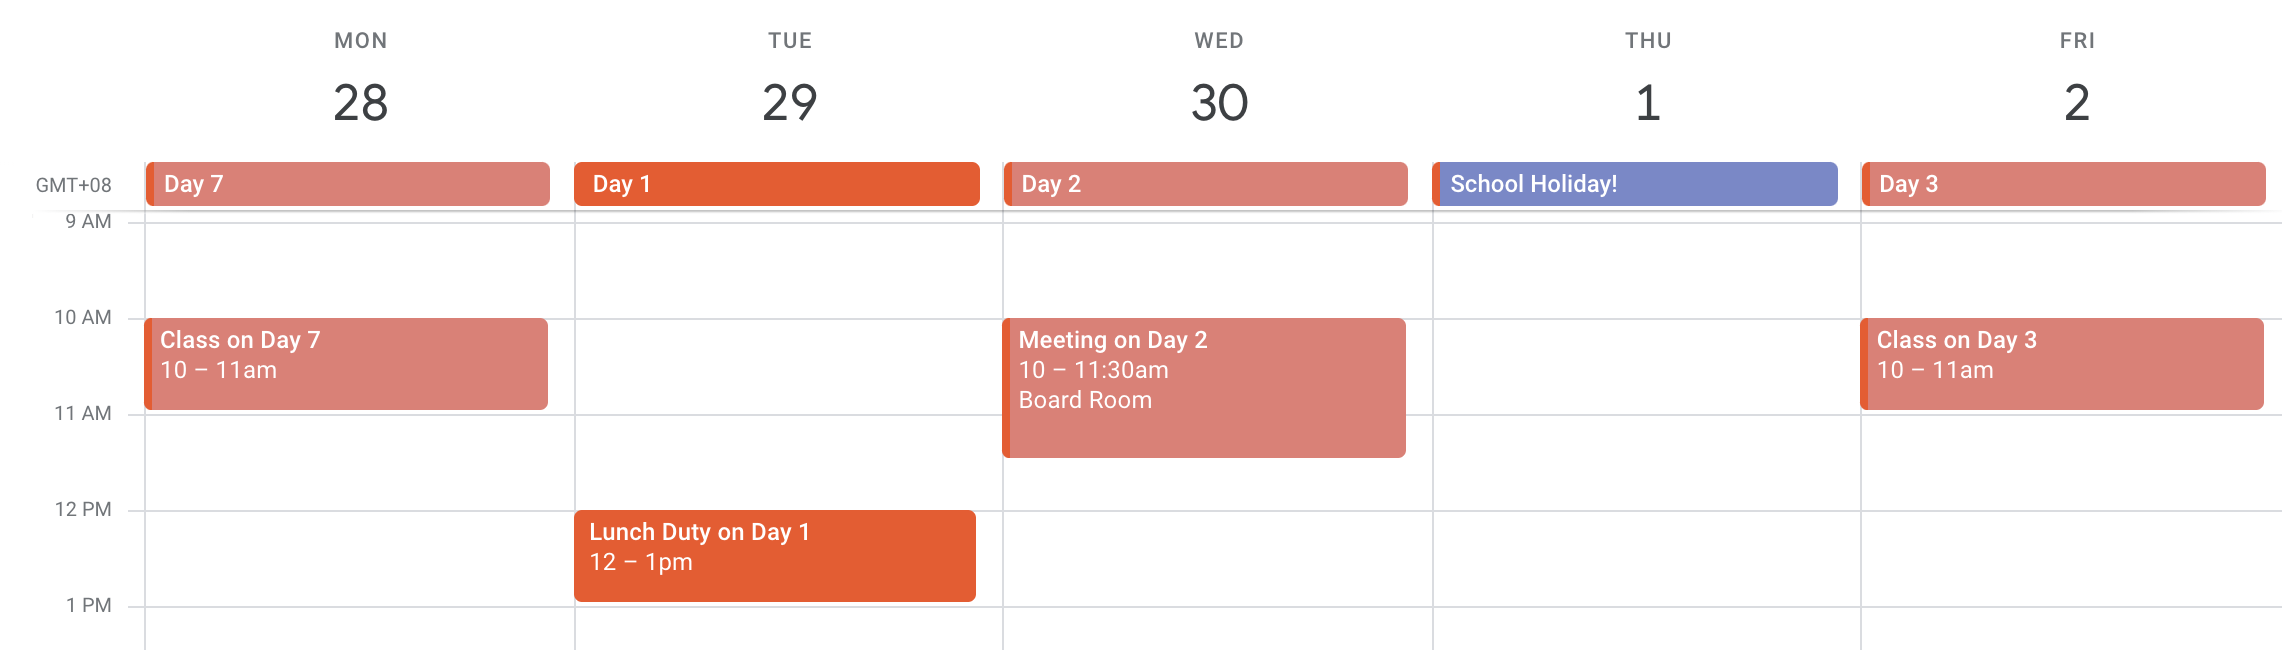 MON TUE WED THU FRI
28 29 30 1 2
GMT+08 Day 7 Day 1 Day 2 School Holiday! Day 3
9 AM
10 AM
Class on Day 7
10 – 11am
Meeting on Day 2
10 – 11:30am
Board Room
Class on Day 3
10 – 11am
11 AM
12 PM
Lunch Duty on Day 1
12 – 1pm
1 PM